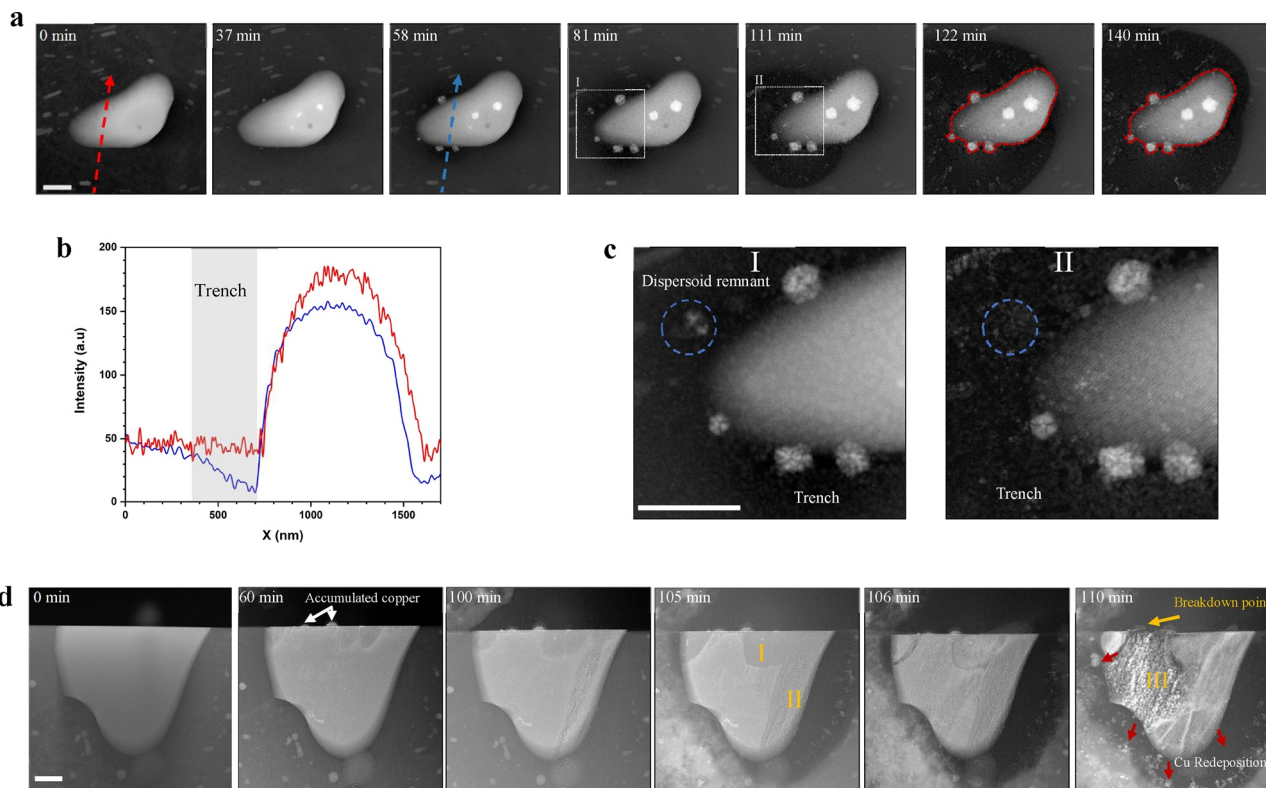 a
0 min
37 min
58 min
81 min
111 min
122 min
140 min
I
II
b
200
150
100
50
0
Intensity (a.u)
Trench
0
500
1000
1500
X (nm)
c
I
Dispersoid remnant
Trench
II
Trench
d
0 min
60 min
Accumulated copper
100 min
105 min
I
II
106 min
110 min
Breakdown point
III
Cu Redeposition